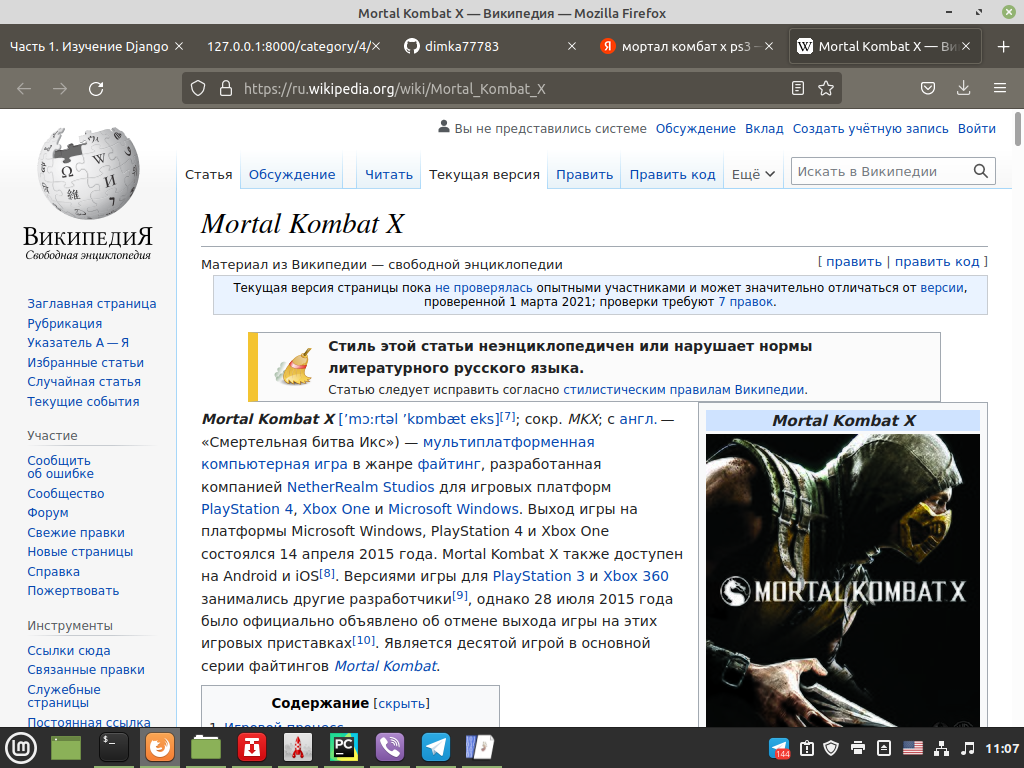 Mortal Kombat X — Википедия — Mozilla Firefox
Часть 1. Изучение Django
127.0.0.1:8000/category/4/
dimka77783
мортал комбат х ps3 –
Mortal Kombat X — Ви
https://ru.wikipedia.org/wiki/Mortal_Kombat_X
Вы не представились системе Обсуждение Вклад Создать учётную запись Войти
Статья Обсуждение Читать Текущая версия Править Править код Ещё
Искать в Википедии
ВикипедиЯ
Свободная энциклопедия
Заглавная страница
Рубрикация
Указатель А — Я
Избранные статьи
Случайная статья
Текущие события
Участие
Сообщить
об ошибке
Сообщество
Форум
Свежие правки
Новые страницы
Справка
Пожертвовать
Инструменты
Ссылки сюда
Связанные правки
Служебные
страницы
Постоянная ссылка
Mortal Kombat X
Материал из Википедии — свободной энциклопедии
[ править | править код ]
Текущая версия страницы пока не проверялась опытными участниками и может значительно отличаться от версии,
проверенной 1 марта 2021; проверки требуют 7 правок.
Стиль этой статьи неэнциклопедичен или нарушает нормы
литературного русского языка.
Статью следует исправить согласно стилистическим правилам Википедии.
Mortal Kombat X [ˈmɔːrtəl ˈkɒmbæt eks][7]; сокр. MKX; с англ. —
«Смертельная битва Икс») — мультиплатформенная
компьютерная игра в жанре файтинг, разработанная
компанией NetherRealm Studios для игровых платформ
PlayStation 4, Xbox One и Microsoft Windows. Выход игры на
платформы Microsoft Windows, PlayStation 4 и Xbox One
состоялся 14 апреля 2015 года. Mortal Kombat X также доступен
на Android и iOS[8]. Версиями игры для PlayStation 3 и Xbox 360
занимались другие разработчики[9], однако 28 июля 2015 года
было официально объявлено об отмене выхода игры на этих
игровых приставках[10]. Является десятой игрой в основной
серии файтингов Mortal Kombat.
Содержание [скрыть]
1 Игровой процесс
Mortal Kombat X
MORTAL KOMBAT X
PC
144
11:07